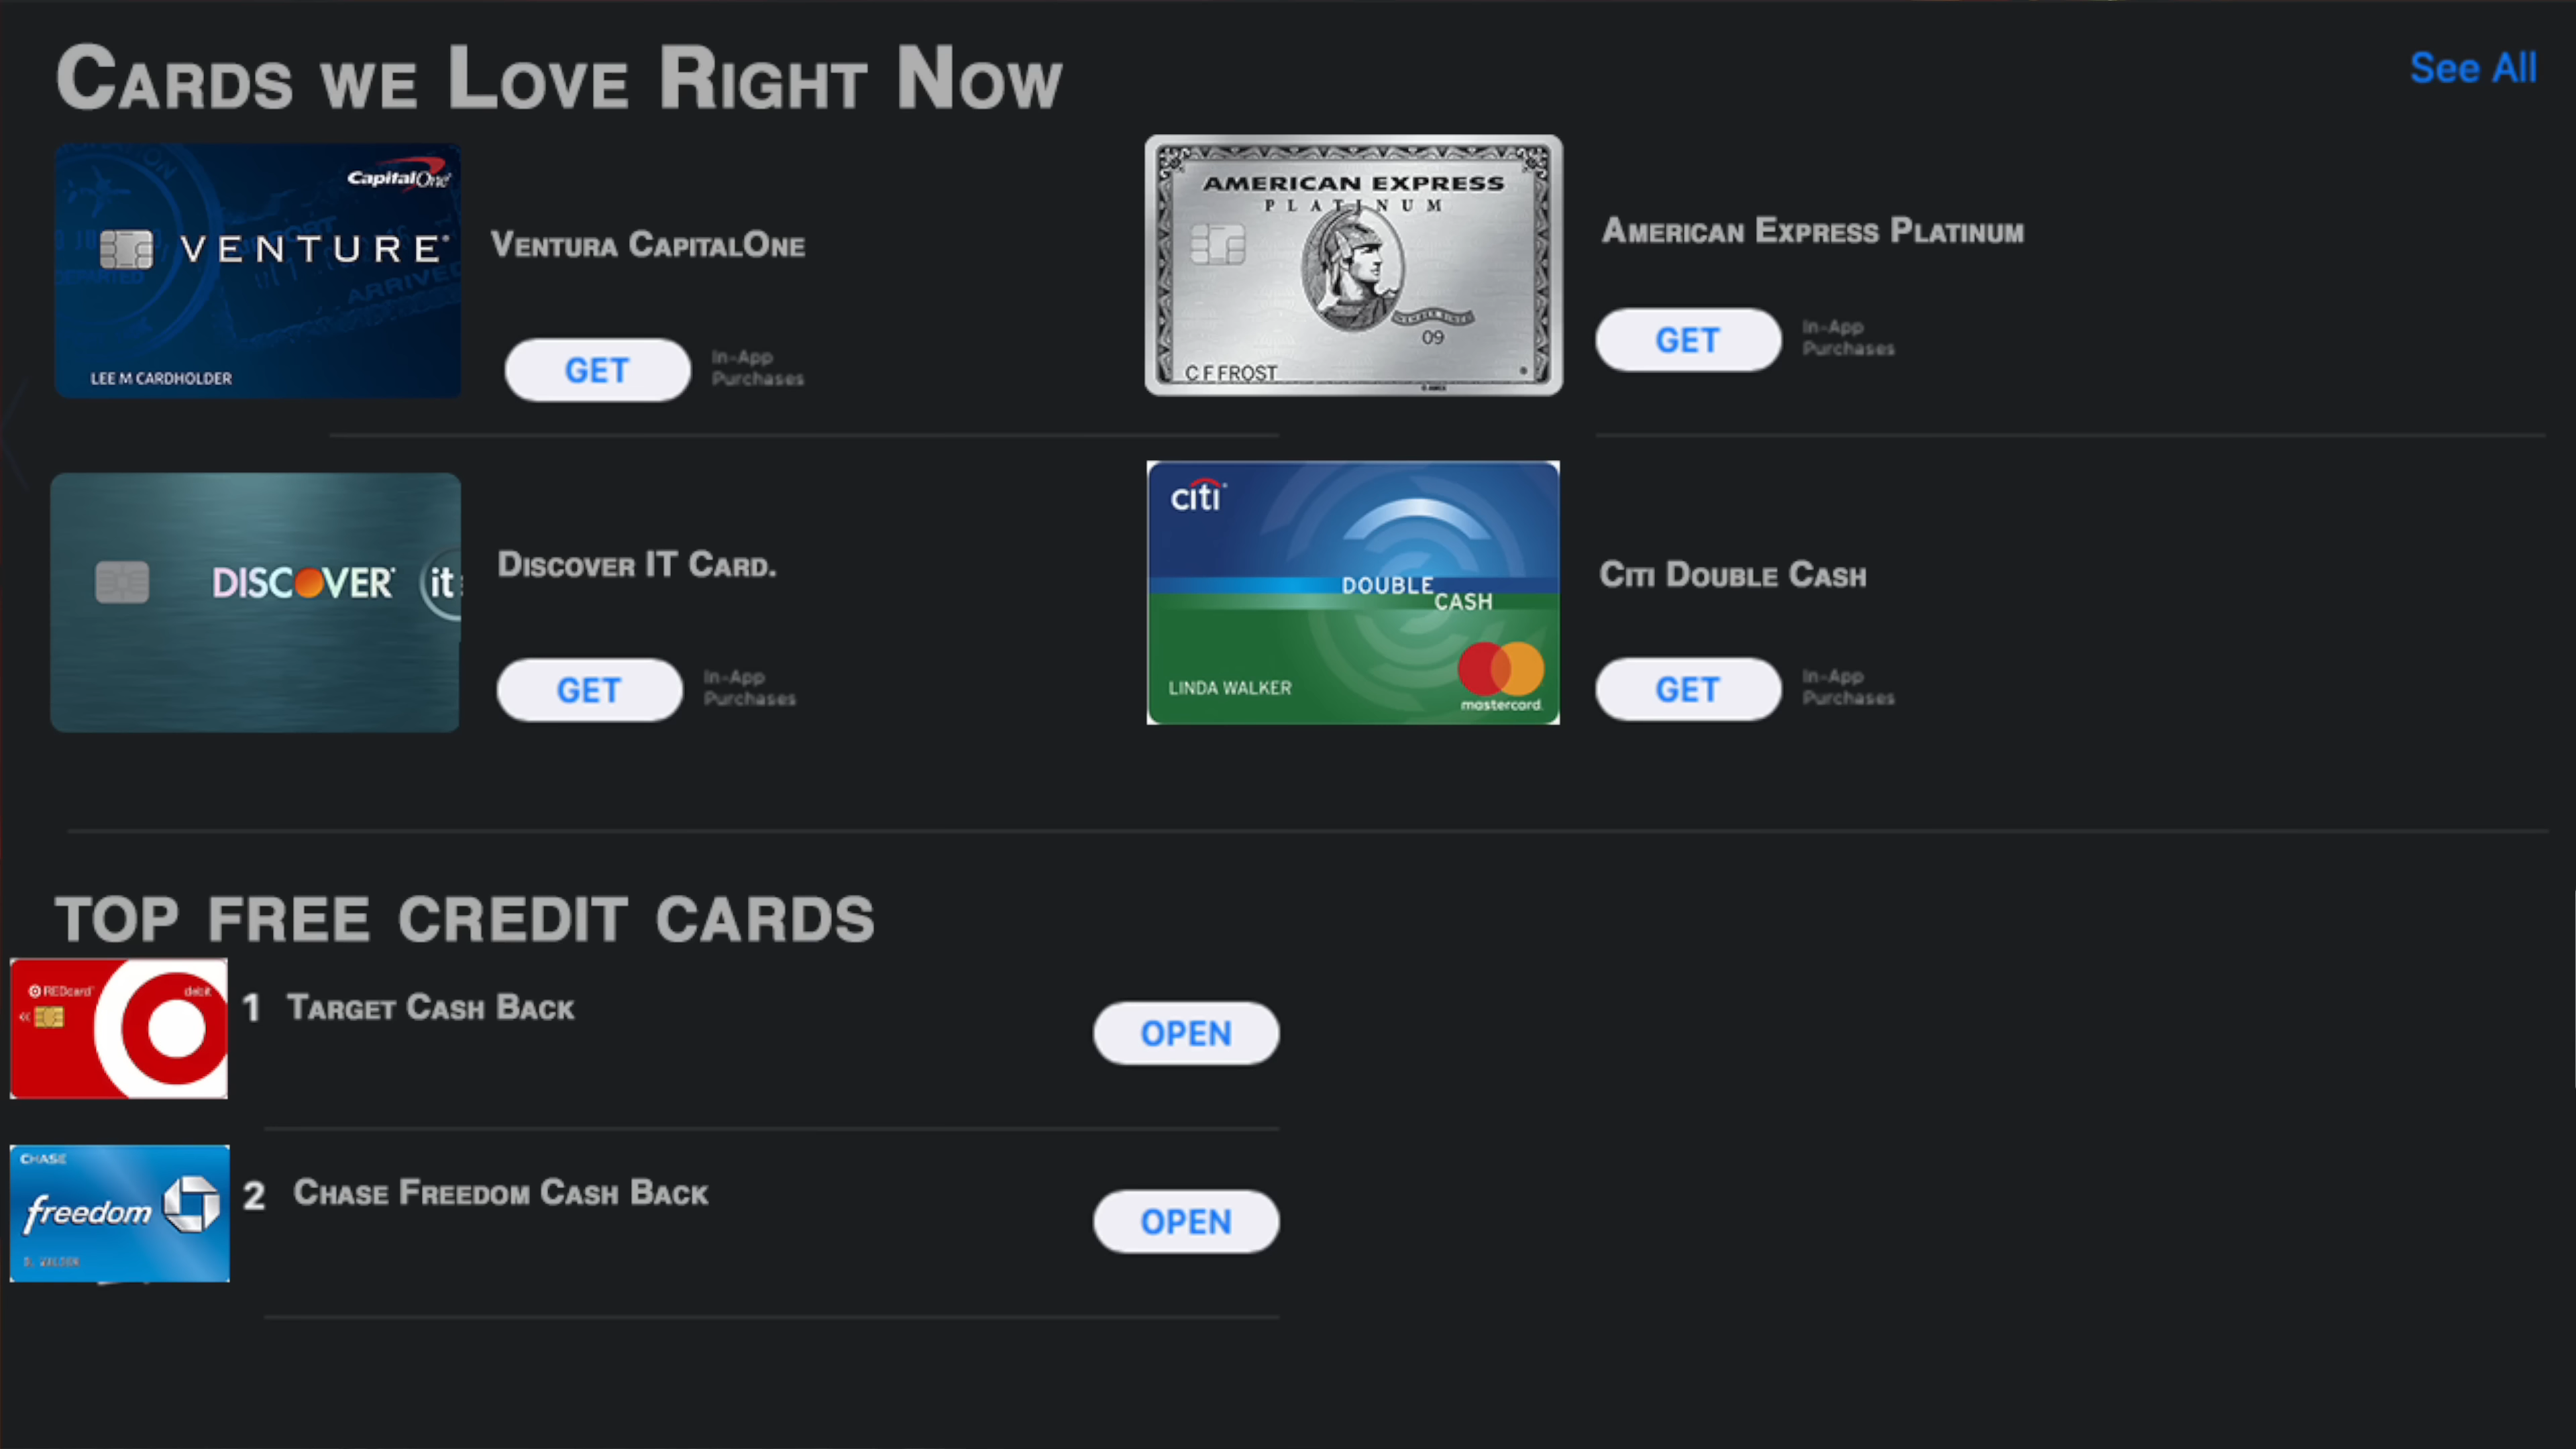 Cards we Love Right Now
See All
CapitalOne
VENTURE
LEE M CARDHOLDER
Ventura CapitalOne
GET
In-App
Purchases
AMERICAN EXPRESS
PLATINUM
09
C F FROST
American Express Platinum
GET
In-App
Purchases
DISCOVER it
Discover IT Card.
GET
In-App
Purchases
citi
DOUBLE
CASH
LINDA WALKER
mastercard.
Citi Double Cash
GET
In-App
Purchases
TOP FREE CREDIT CARDS
REDcard
debit
1 Target Cash Back
OPEN
CHASE
freedom
2 Chase Freedom Cash Back
OPEN